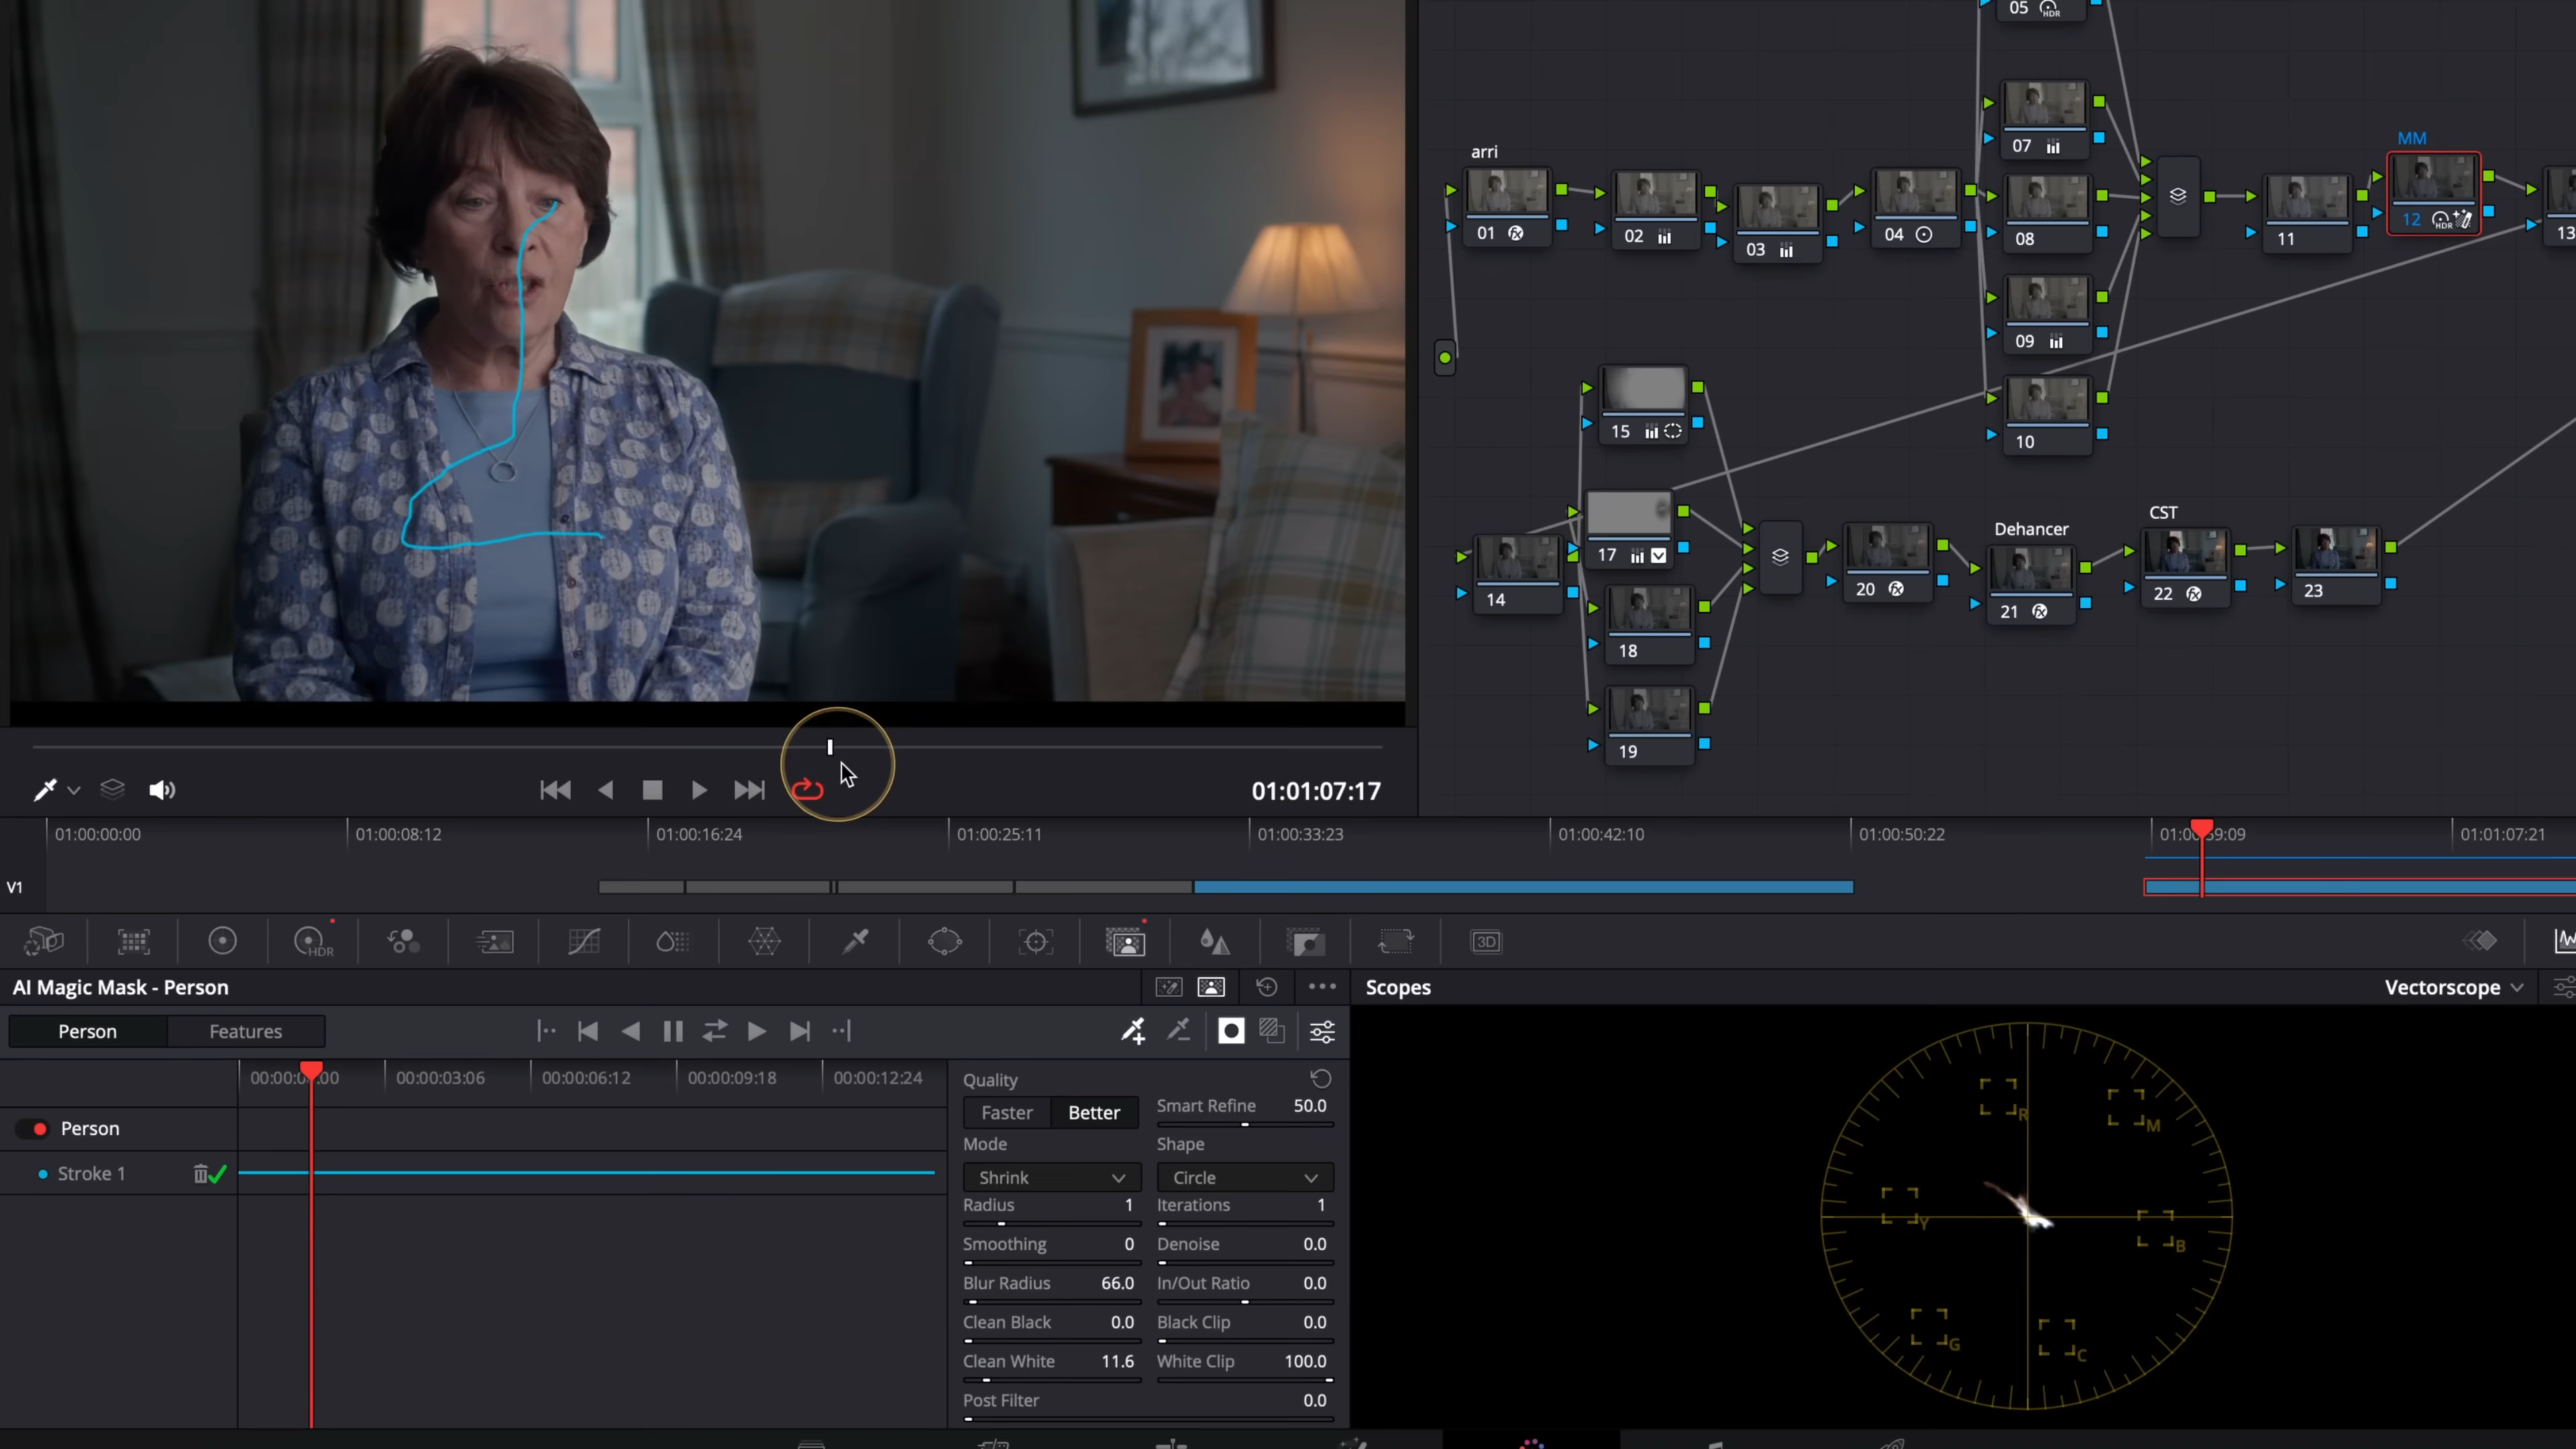 05 HDR
07
MM
arri
01
02
03
04
08
11
12 HDR
13
09
15
10
17
CST
Dehancer
14
18
20
21
22
23
19
01:01:07:17
01:00:00:00 01:00:08:12 01:00:16:24 01:00:25:11 01:00:33:23 01:00:42:10 01:00:50:22 01:00:59:09 01:01:07:21
V1
HDR
3D
AI Magic Mask - Person
Scopes
Vectorscope
Person Features
00:00:03:06 00:00:06:12 00:00:09:18 00:00:12:24
Person
Stroke 1
Quality
Faster Better
Smart Refine 50.0
Mode
Shape
Shrink
Circle
Radius 1
Iterations 1
Smoothing 0
Denoise 0.0
Blur Radius 66.0
In/Out Ratio 0.0
Clean Black 0.0
Black Clip 0.0
Clean White 11.6
White Clip 100.0
Post Filter 0.0
R
M
Y
B
G
C